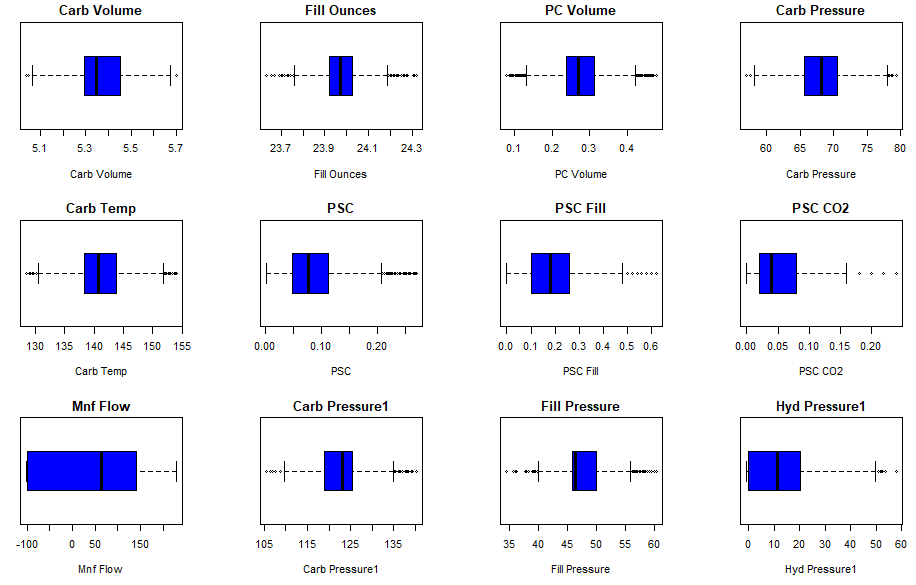 Carb Volume Fill Ounces PC Volume Carb Pressure
5.1 5.3 5.5 5.7 23.7 23.9 24.1 24.3 0.1 0.2 0.3 0.4 60 65 70 75 80
Carb Volume Fill Ounces PC Volume Carb Pressure
Carb Temp PSC PSC Fill PSC CO2
130 135 140 145 150 155 0.00 0.10 0.20 0.0 0.1 0.2 0.3 0.4 0.5 0.6 0.00 0.05 0.10 0.20
Carb Temp PSC PSC Fill PSC CO2
Mnf Flow Carb Pressure1 Fill Pressure Hyd Pressure1
-100 0 50 150 105 115 125 135 35 40 45 50 55 60 0 10 20 30 40 50 60
Mnf Flow Carb Pressure1 Fill Pressure Hyd Pressure1